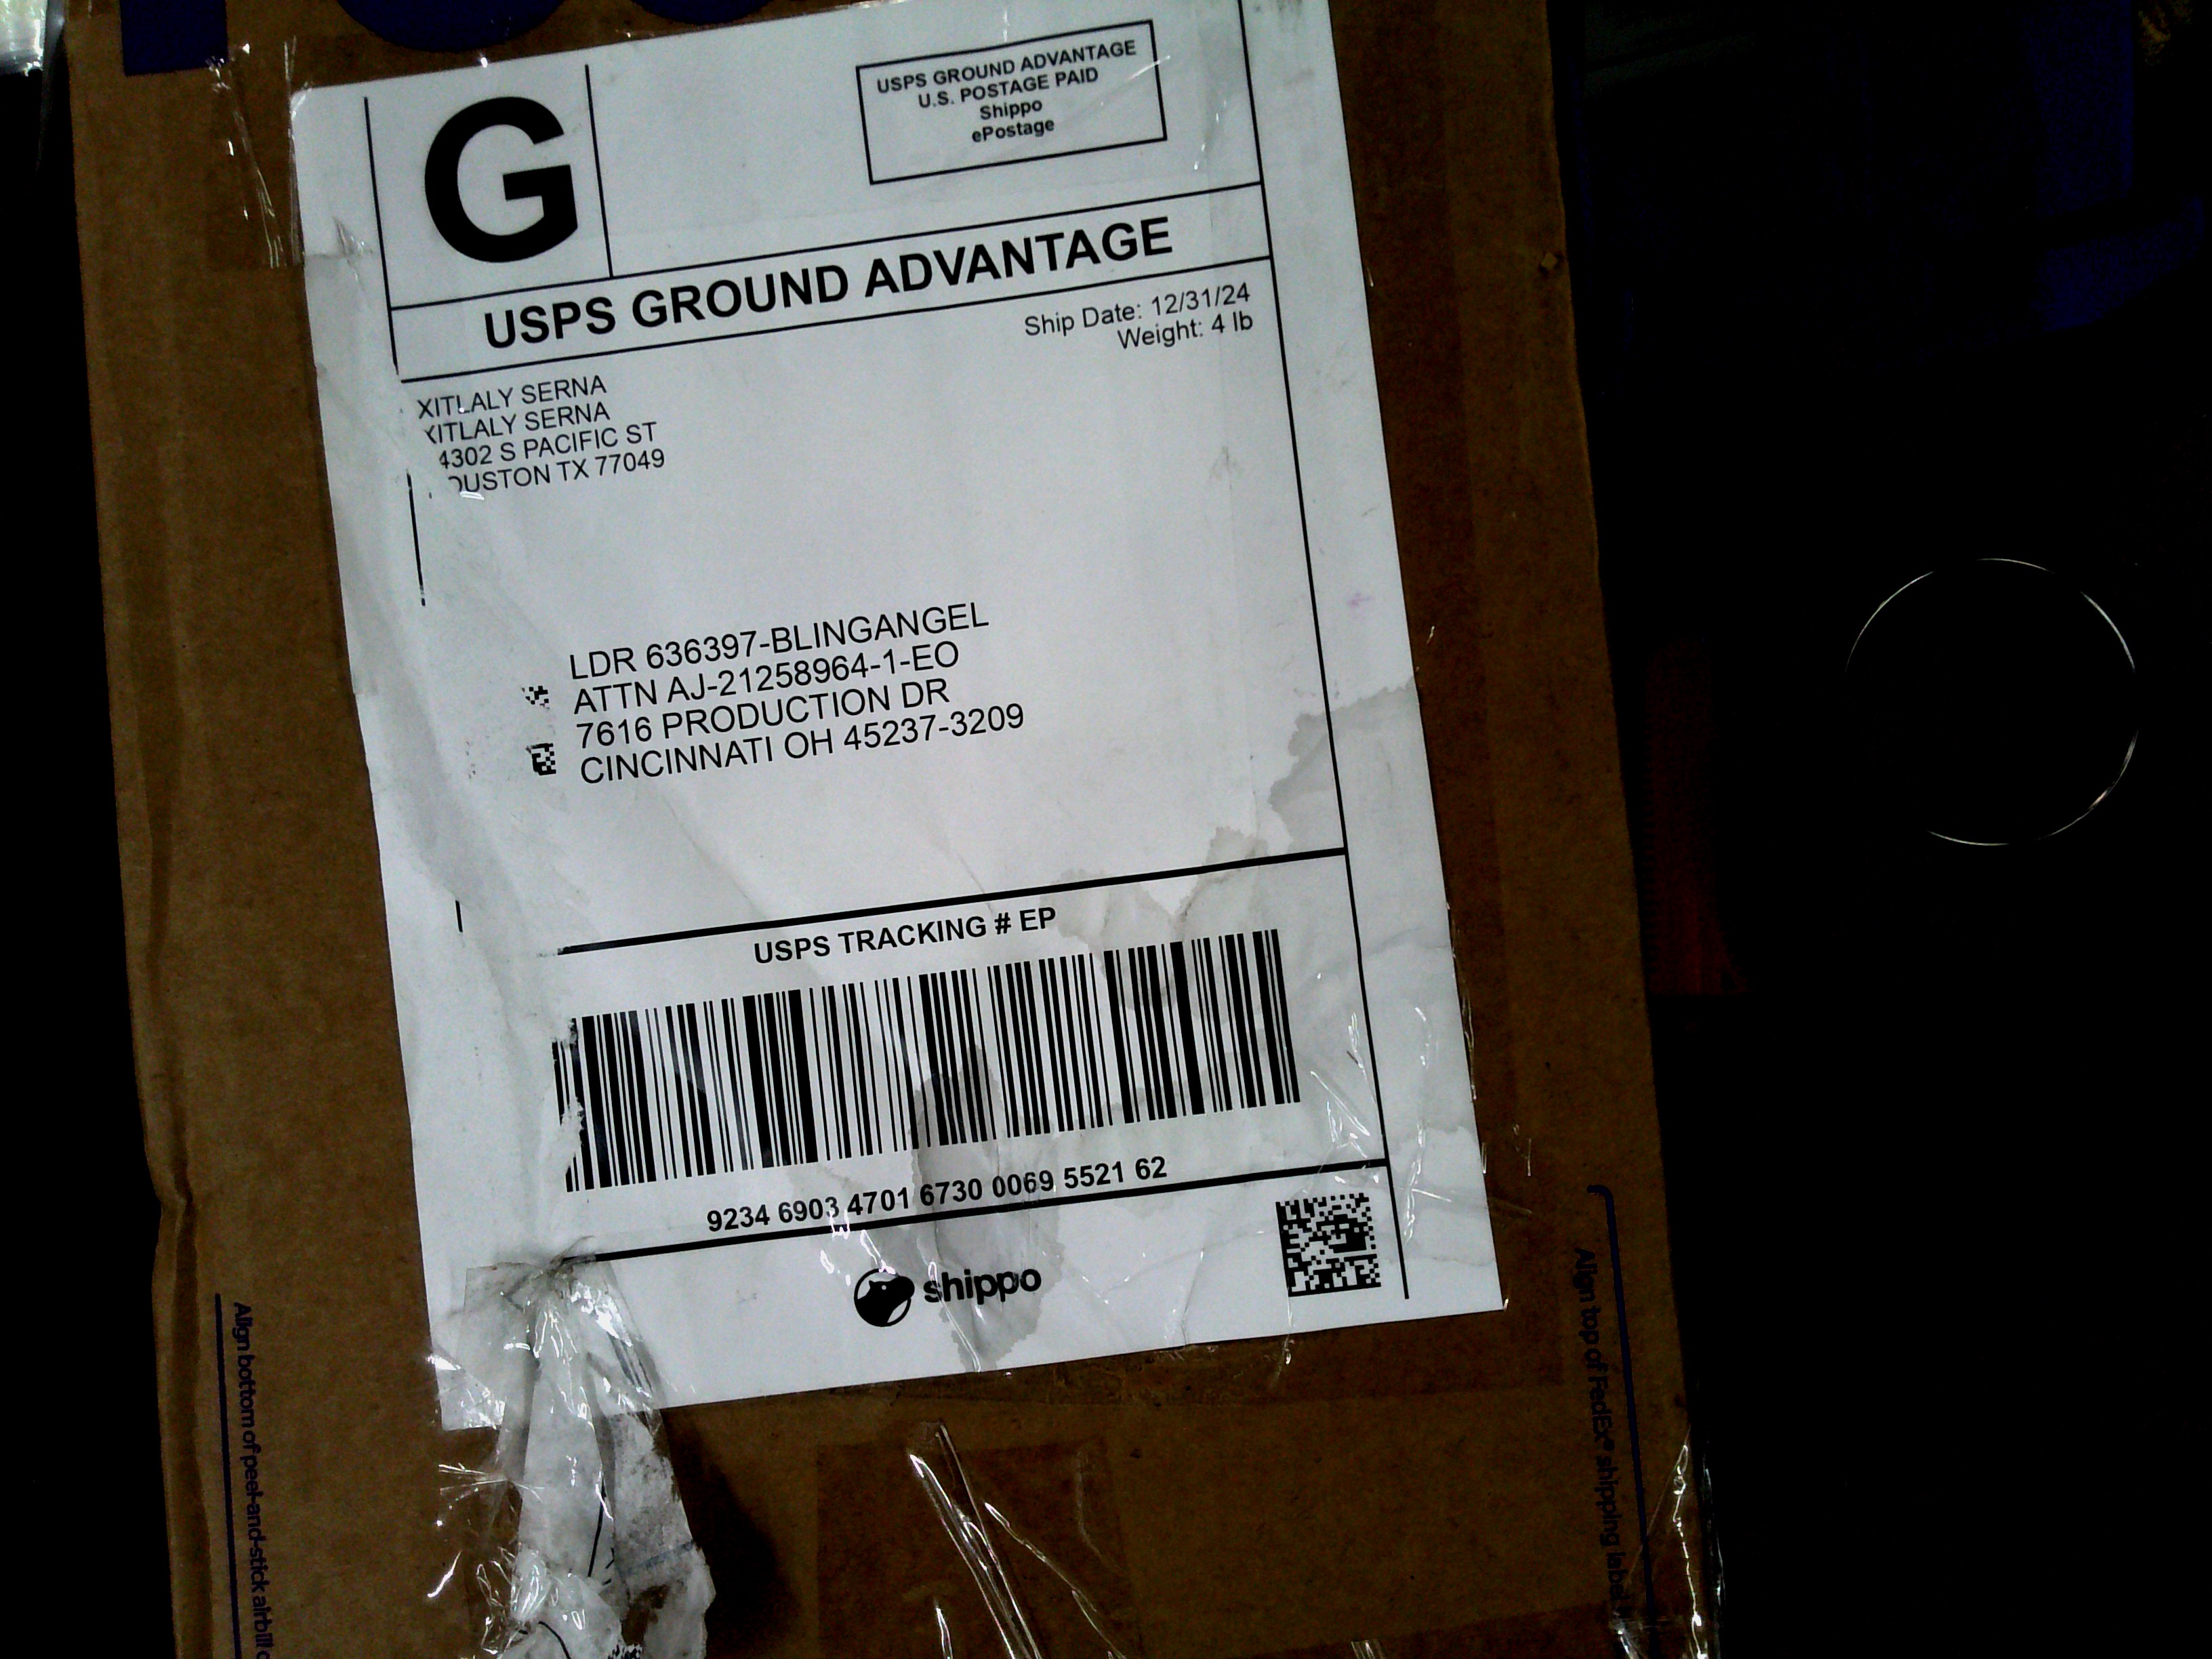 G
USPS GROUND ADVANTAGE
U.S. POSTAGE PAID
Shippo
ePostage
USPS GROUND ADVANTAGE
Ship Date: 12/31/24
Weight: 4 lb
XITLALY SERNA
XITLALY SERNA
4302 S PACIFIC ST
OUSTON TX 77049
LDR 636397-BLINGANGEL
ATTN AJ-21258964-1-EO
7616 PRODUCTION DR
CINCINNATI OH 45237-3209
USPS TRACKING # EP
9234 6903 4701 6730 0069 5521 62
shippo
Align bottom of peel-and-stick airbill
Align top of FedEx® shipping label